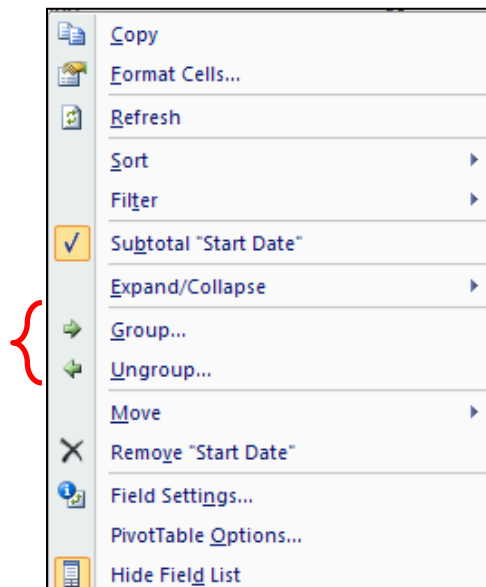 Copy
Format Cells...
Refresh
Sort
Filter
Subtotal "Start Date"
Expand/Collapse
Group...
Ungroup...
Move
Remove "Start Date"
Field Settings...
PivotTable Options...
Hide Field List